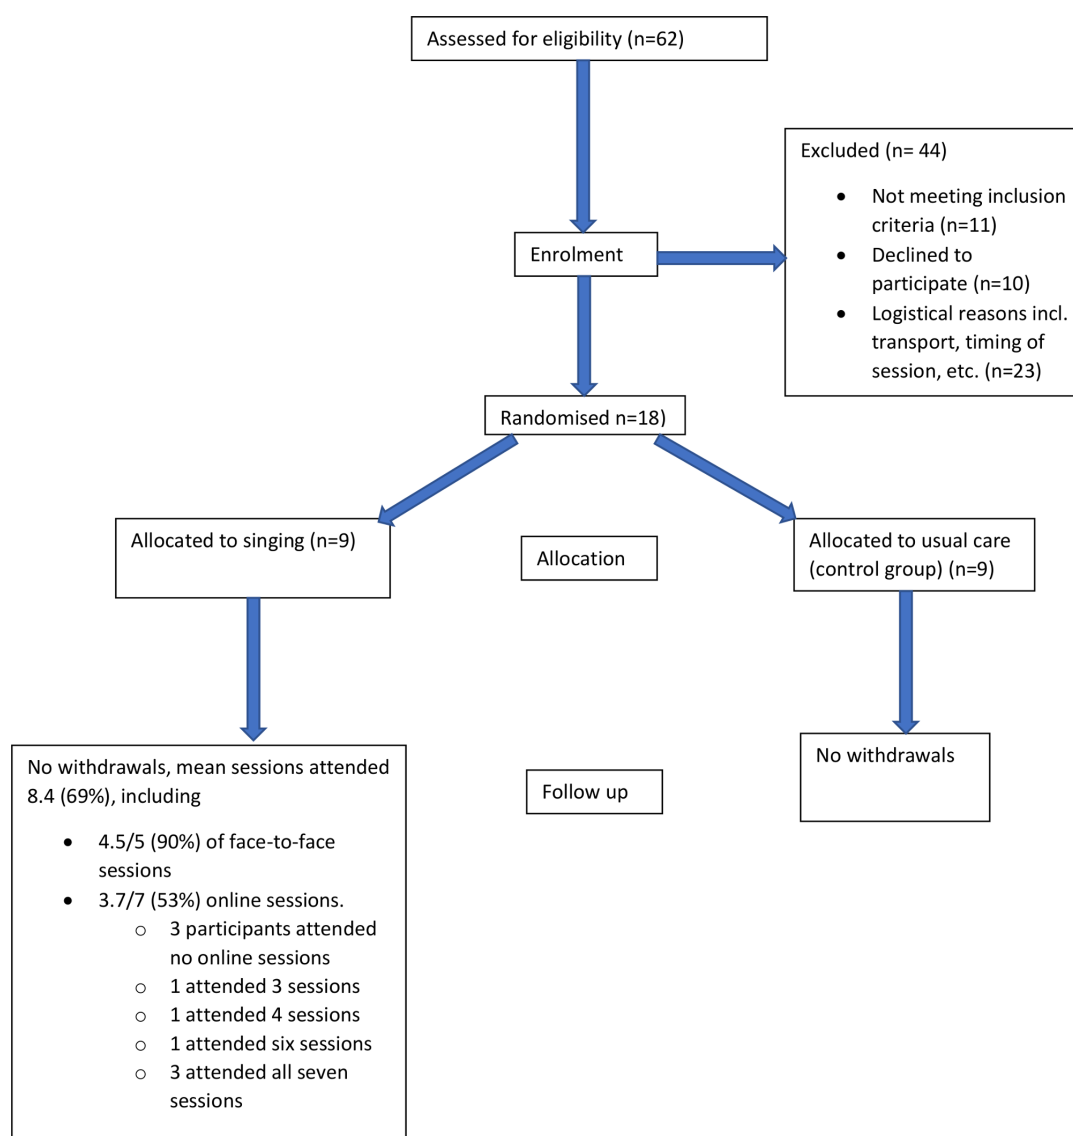 Assessed for eligibility (n=62)
Excluded (n= 44)
• Not meeting inclusion
criteria (n=11)
• Declined to
participate (n=10)
• Logistical reasons incl.
transport, timing of
session, etc. (n=23)
Enrolment
Randomised n=18)
Allocated to singing (n=9)
Allocation
Allocated to usual care
(control group) (n=9)
No withdrawals, mean sessions attended
8.4 (69%), including
• 4.5/5 (90%) of face-to-face
sessions
• 3.7/7 (53%) online sessions.
o 3 participants attended
no online sessions
o 1 attended 3 sessions
o 1 attended 4 sessions
o 1 attended six sessions
o 3 attended all seven
sessions
Follow up
No withdrawals